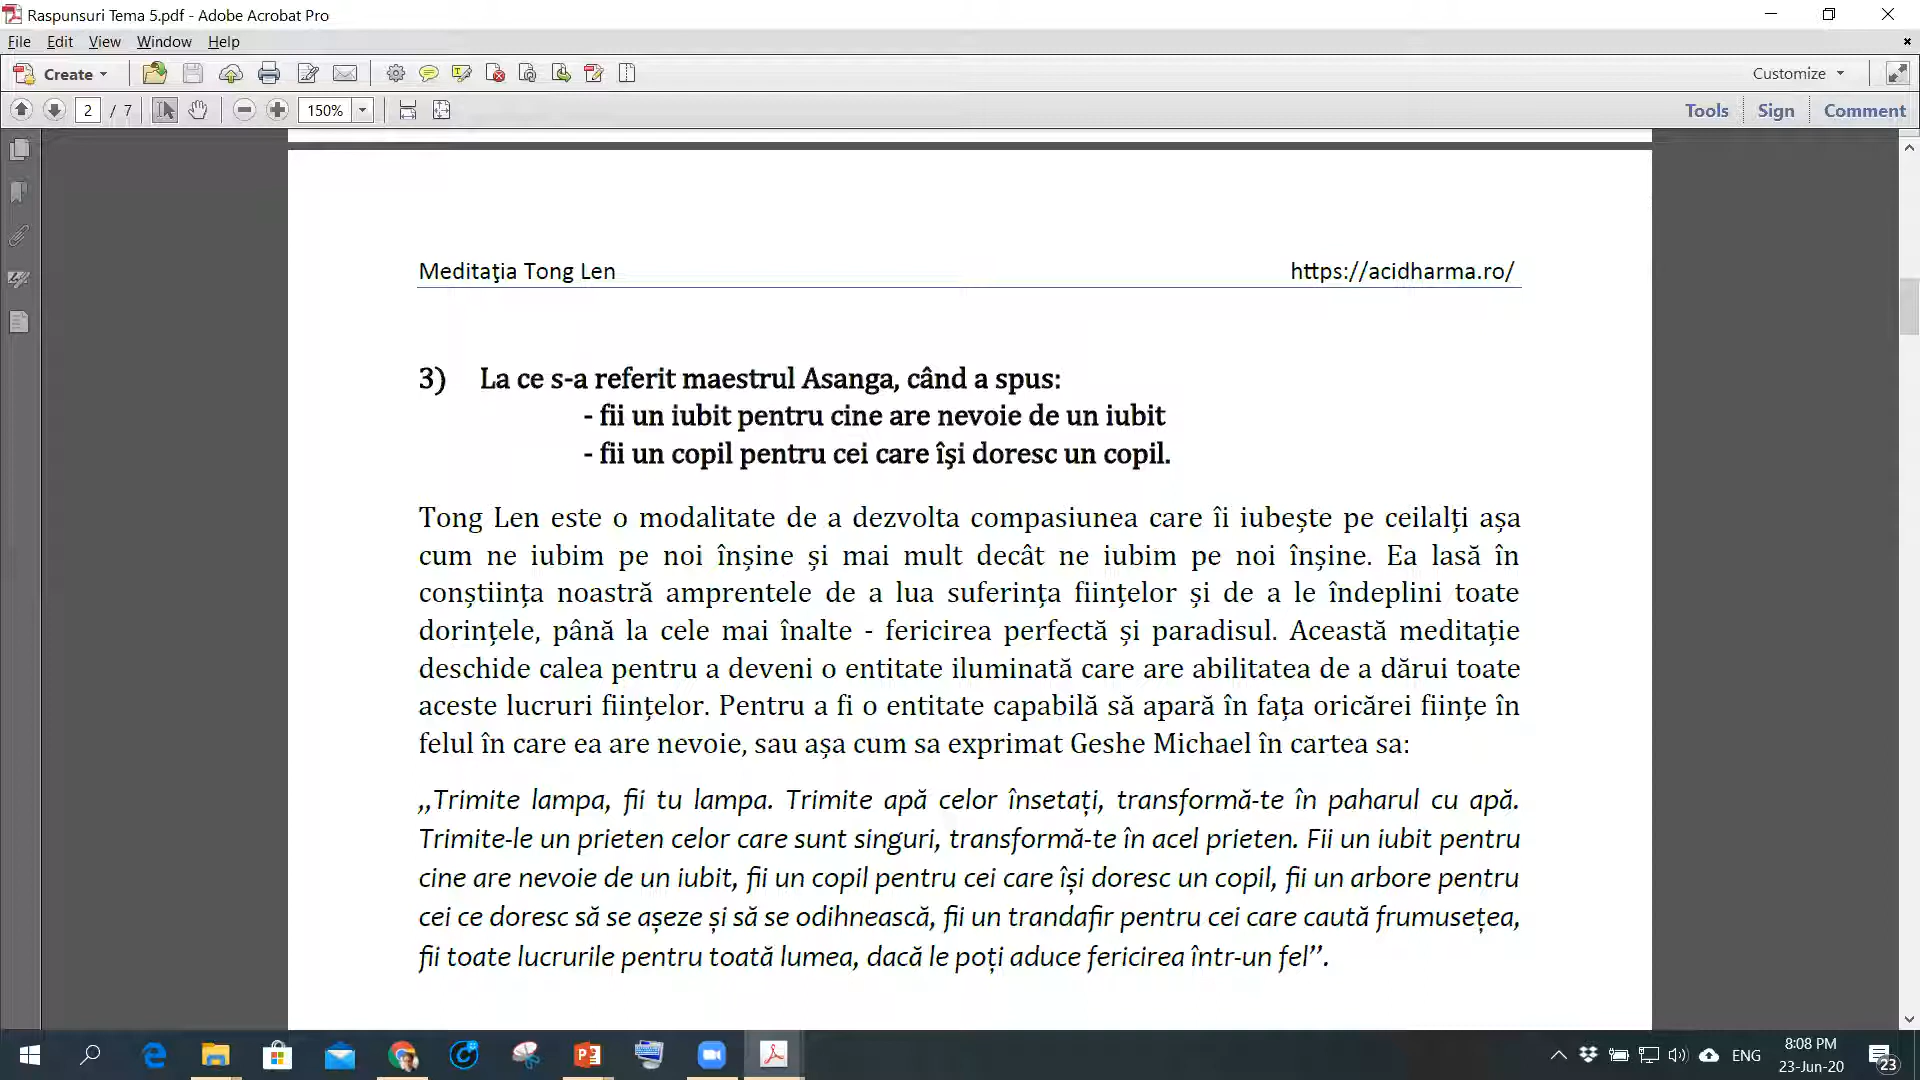 Raspunsuri Tema 5.pdf - Adobe Acrobat Pro
File Edit View Window Help
Create Customize
2 / 7 150% Tools Sign Comment
Meditaţia Tong Len https://acidharma.ro/
3) La ce s-a referit maestrul Asanga, când a spus:
- fii un iubit pentru cine are nevoie de un iubit
- fii un copil pentru cei care îşi doresc un copil.
Tong Len este o modalitate de a dezvolta compasiunea care îi iubește pe ceilalți așa
cum ne iubim pe noi înșine și mai mult decât ne iubim pe noi înșine. Ea lasă în
conștiința noastră amprentele de a lua suferința ființelor și de a le îndeplini toate
dorințele, până la cele mai înalte - fericirea perfectă și paradisul. Această meditație
deschide calea pentru a deveni o entitate iluminată care are abilitatea de a dărui toate
aceste lucruri ființelor. Pentru a fi o entitate capabilă să apară în fața oricărei ființe în
felul în care ea are nevoie, sau așa cum sa exprimat Geshe Michael în cartea sa:
,,Trimite lampa, fii tu lampa. Trimite apă celor însetați, transformă-te în paharul cu apă.
Trimite-le un prieten celor care sunt singuri, transformă-te în acel prieten. Fii un iubit pentru
cine are nevoie de un iubit, fii un copil pentru cei care își doresc un copil, fii un arbore pentru
cei ce doresc să se așeze și să se odihnească, fii un trandafir pentru cei care caută frumusețea,
fii toate lucrurile pentru toată lumea, dacă le poți aduce fericirea într-un fel”.
ENG 8:08 PM
23-Jun-20 23